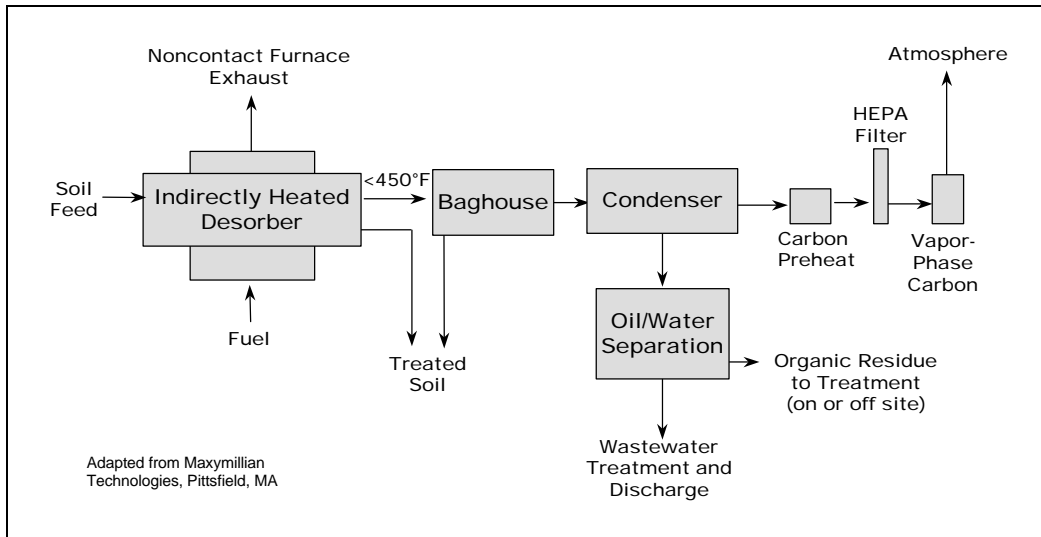 Noncontact Furnace
Exhaust
Atmosphere
HEPA
Filter
<450°F
Soil
Feed
Indirectly Heated
Desorber
Baghouse
Condenser
Carbon
Preheat
Vapor-
Phase
Carbon
Fuel
Treated
Soil
Oil/Water
Separation
Organic Residue
to Treatment
(on or off site)
Wastewater
Treatment and
Discharge
Adapted from Maxymillian
Technologies, Pittsfield, MA